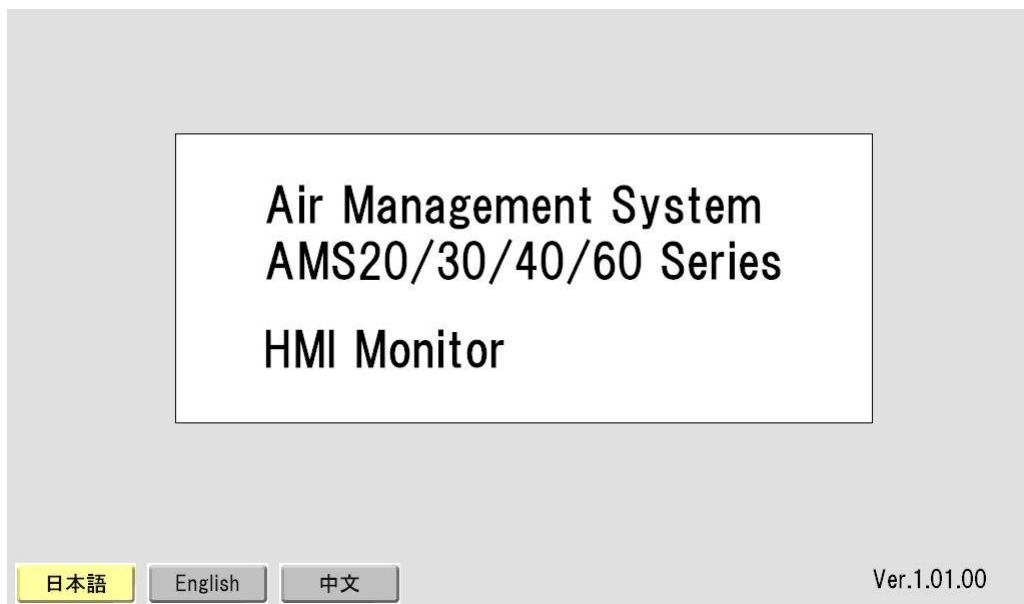 Air Management System
AMS20/30/40/60 Series
HMI Monitor
日本語
English
中文
Ver.1.01.00